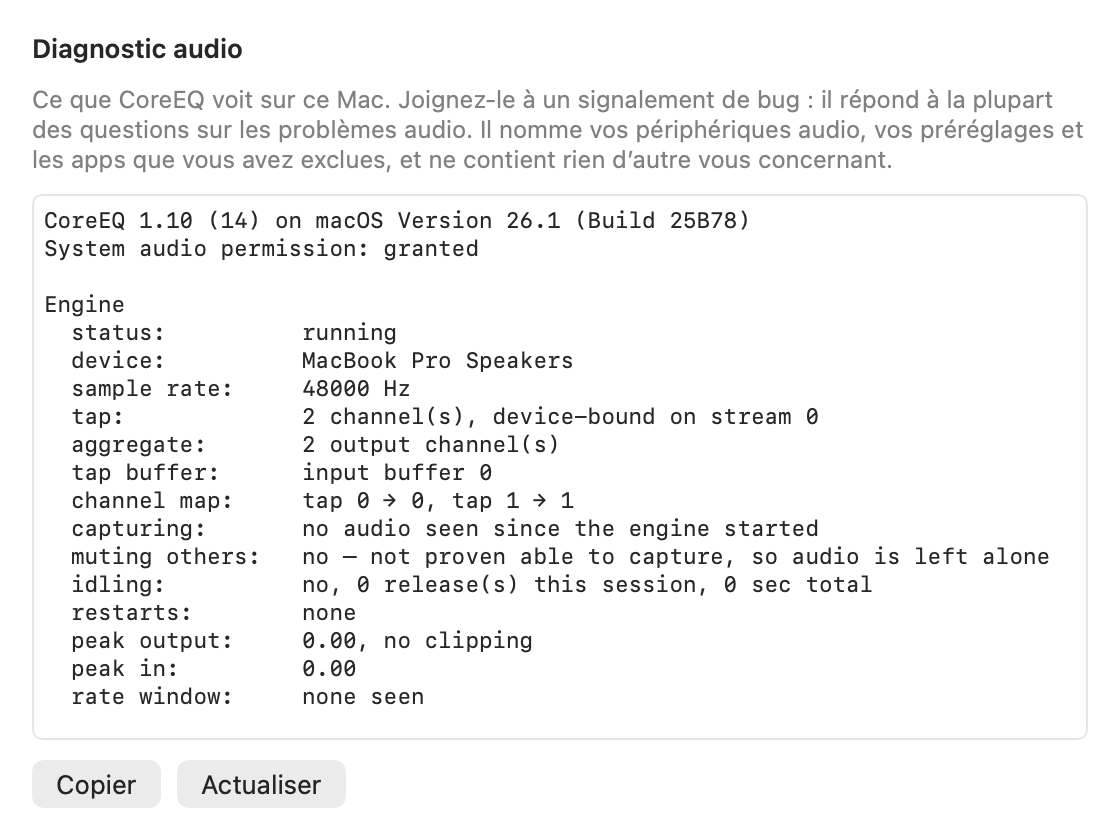 Diagnostic audio
Ce que CoreEQ voit sur ce Mac. Joignez-le à un signalement de bug : il répond à la plupart
des questions sur les problèmes audio. Il nomme vos périphériques audio, vos préréglages et
les apps que vous avez exclues, et ne contient rien d’autre vous concernant.
CoreEQ 1.10 (14) on macOS Version 26.1 (Build 25B78)
System audio permission: granted
Engine
status: running
device: MacBook Pro Speakers
sample rate: 48000 Hz
tap: 2 channel(s), device-bound on stream 0
aggregate: 2 output channel(s)
tap buffer: input buffer 0
channel map: tap 0 → 0, tap 1 → 1
capturing: no audio seen since the engine started
muting others: no — not proven able to capture, so audio is left alone
idling: no, 0 release(s) this session, 0 sec total
restarts: none
peak output: 0.00, no clipping
peak in: 0.00
rate window: none seen
Copier Actualiser